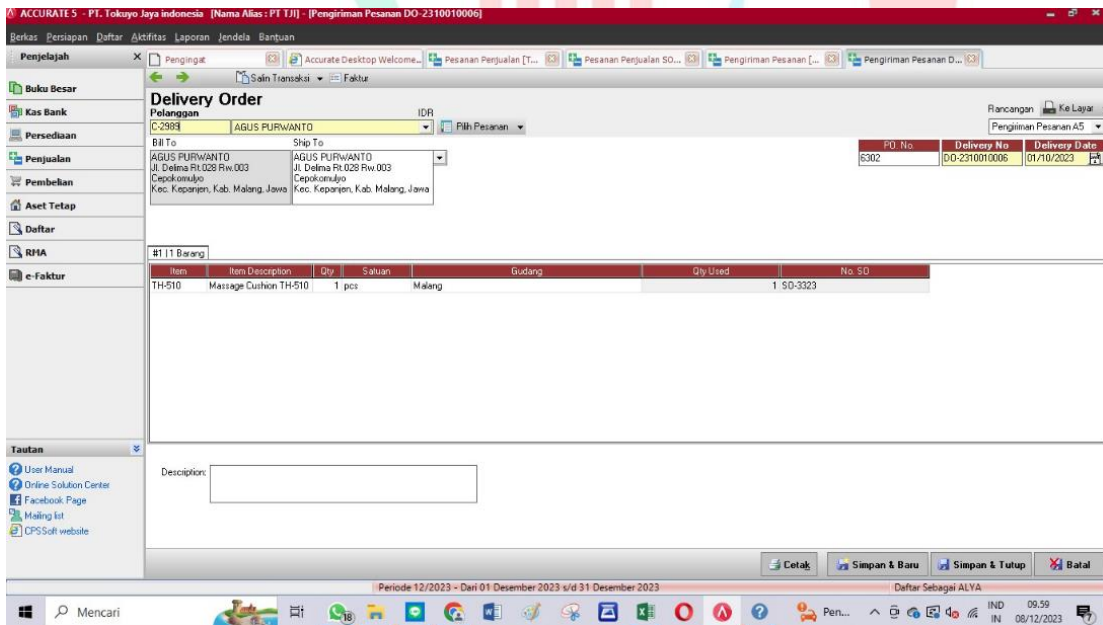 ACCURATE 5 - PT. Tokuyo Jaya indonesia [Nama Alias : PT TJI] - [Pengiriman Pesanan DO-2310010006]
Berkas Persiapan Daftar Aktifitas Laporan Jendela Bantuan
Penjelajah X
Pengingat Accurate Desktop Welcome... Pesanan Penjualan [T... Pesanan Penjualan SO... Pengiriman Pesanan [... Pengiriman Pesanan D...
Salin Transaksi Faktur
Buku Besar
Kas Bank
Persediaan
Penjualan
Pembelian
Aset Tetap
Daftar
RMA
e-Faktur
Delivery Order
Rancangan Ke Layar
Pelanggan IDR
Pengiriman Pesanan A5
C-2989 AGUS PURWANTO Pilih Pesanan
Bill To Ship To
PO. No. Delivery No Delivery Date
6302 DO-2310010006 01/10/2023
AGUS PURWANTO AGUS PURWANTO
Jl. Delima Rt.028 Rw.003 Jl. Delima Rt.028 Rw.003
Cepokomulyo Cepokomulyo
Kec. Kepanjen, Kab. Malang, Jawa Kec. Kepanjen, Kab. Malang, Jawa
#1 | 1 Barang
Item Item Description Qty Satuan Gudang Qty Used No. SO
TH-510 Massage Cushion TH-510 1 pcs Malang 1 SO-3323
Tautan
User Manual
Online Solution Center
Facebook Page
Mailing list
CPSSoft website
Description:
Cetak Simpan & Baru Simpan & Tutup Batal
Periode 12/2023 - Dari 01 Desember 2023 s/d 31 Desember 2023 Daftar Sebagai ALYA
Mencari 18 Pen... IND 09.59
IN 08/12/2023 7